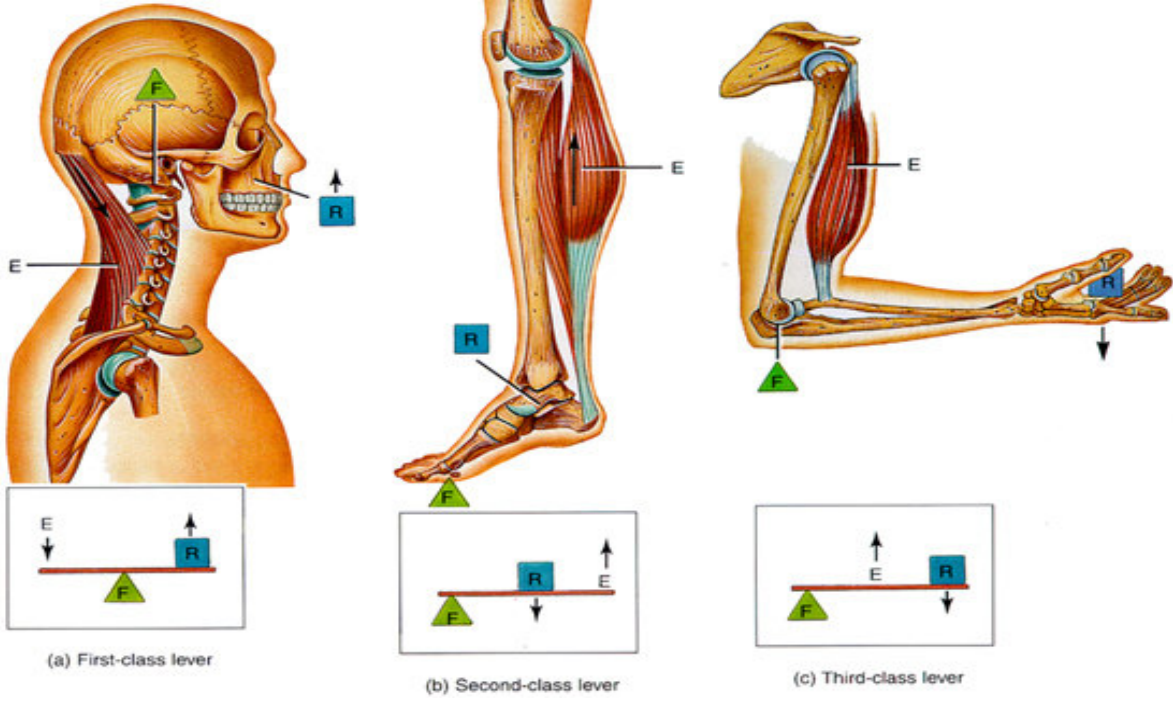 F
R
E
E
R
F
E
R
F
E
R
F
(a) First-class lever
R
E
F
(b) Second-class lever
E
R
F
(c) Third-class lever